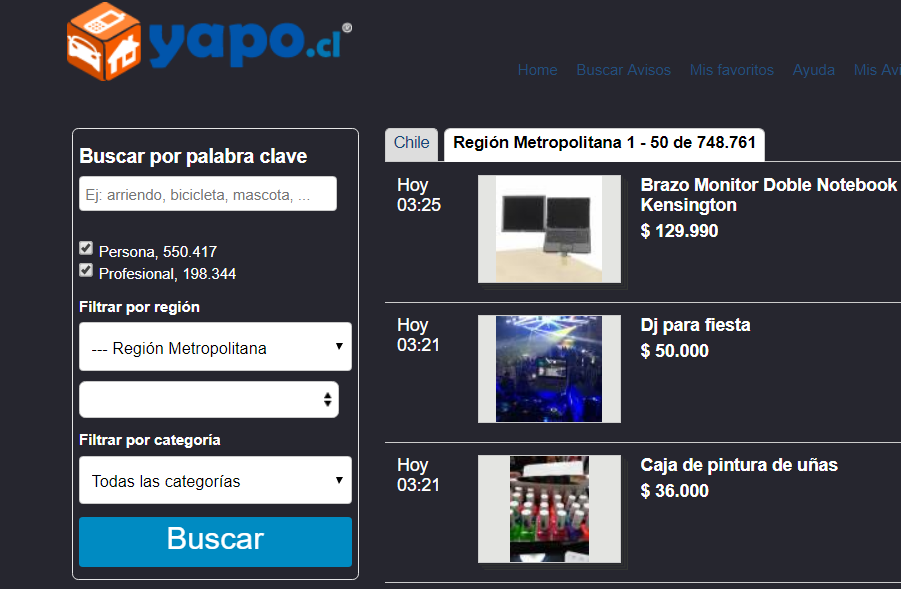 yapo.cl
Home Buscar Avisos Mis favoritos Ayuda Mis Avi
Buscar por palabra clave
Ej: arriendo, bicicleta, mascota, ...
Persona, 550.417
Profesional, 198.344
Filtrar por región
--- Región Metropolitana
Filtrar por categoría
Todas las categorías
Buscar
Chile
Región Metropolitana 1 - 50 de 748.761
Hoy
03:25
Brazo Monitor Doble Notebook
Kensington
$ 129.990
Hoy
03:21
Dj para fiesta
$ 50.000
Hoy
03:21
Caja de pintura de uñas
$ 36.000